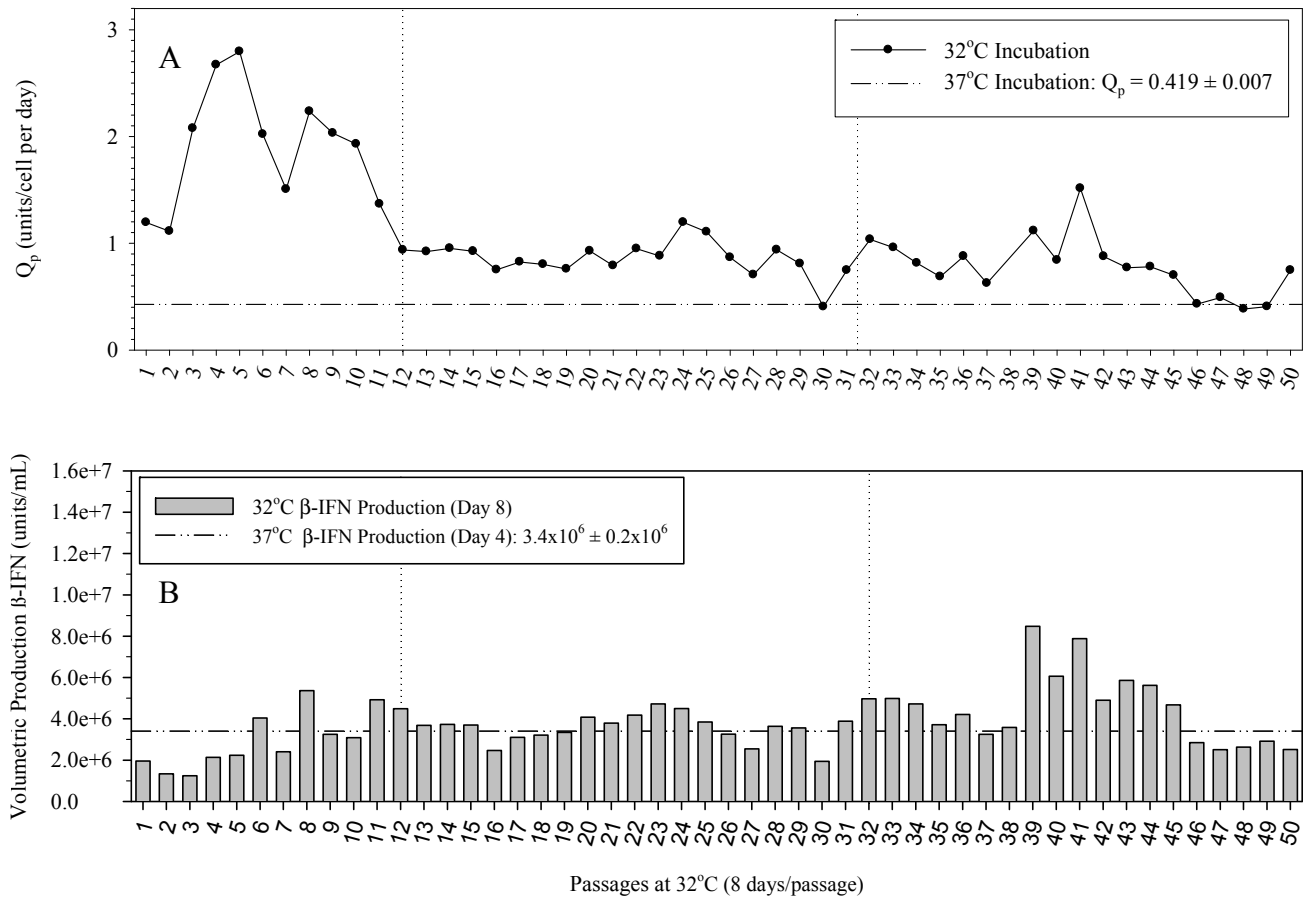 A
32°C Incubation
37°C Incubation: Qp = 0.419 ± 0.007
Qp (units/cell per day)
3
2
1
0
1 2 3 4 5 6 7 8 9 10 11 12 13 14 15 16 17 18 19 20 21 22 23 24 25 26 27 28 29 30 31 32 33 34 35 36 37 38 39 40 41 42 43 44 45 46 47 48 49 50
B
32°C β-IFN Production (Day 8)
37°C β-IFN Production (Day 4): 3.4x10⁶ ± 0.2x10⁶
Volumetric Production ß-IFN (units/mL)
1.6e+7
1.4e+7
1.2e+7
1.0e+7
8.0e+6
6.0e+6
4.0e+6
2.0e+6
0.0
1 2 3 4 5 6 7 8 9 10 11 12 13 14 15 16 17 18 19 20 21 22 23 24 25 26 27 28 29 30 31 32 33 34 35 36 37 38 39 40 41 42 43 44 45 46 47 48 49 50
Passages at 32°C (8 days/passage)